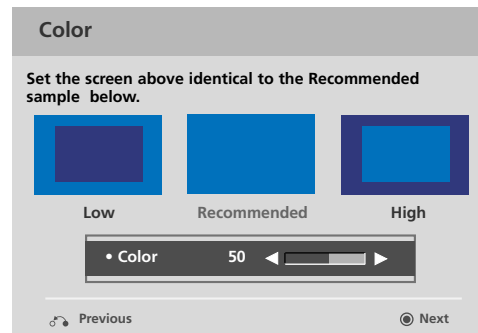 Color
Set the screen above identical to the Recommended
sample below.
Low Recommended High
• Color 50
Previous Next